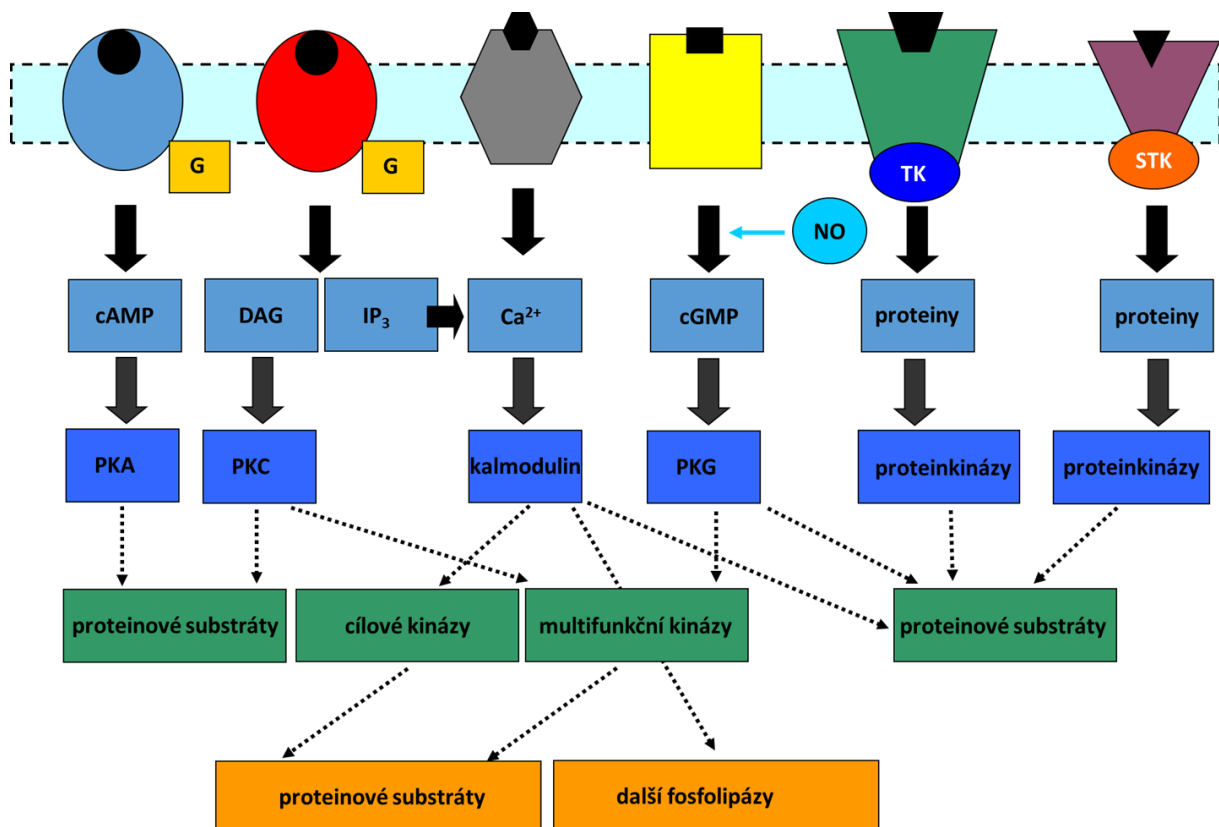 G
G
TK
STK
NO
cAMP
DAG
IP₃
Ca²⁺
cGMP
proteiny
proteiny
PKA
PKC
kalmodulin
PKG
proteinkinázy
proteinkinázy
proteinové substráty
cílové kinázy
multifunkční kinázy
proteinové substráty
proteinové substráty
další fosfolipázy